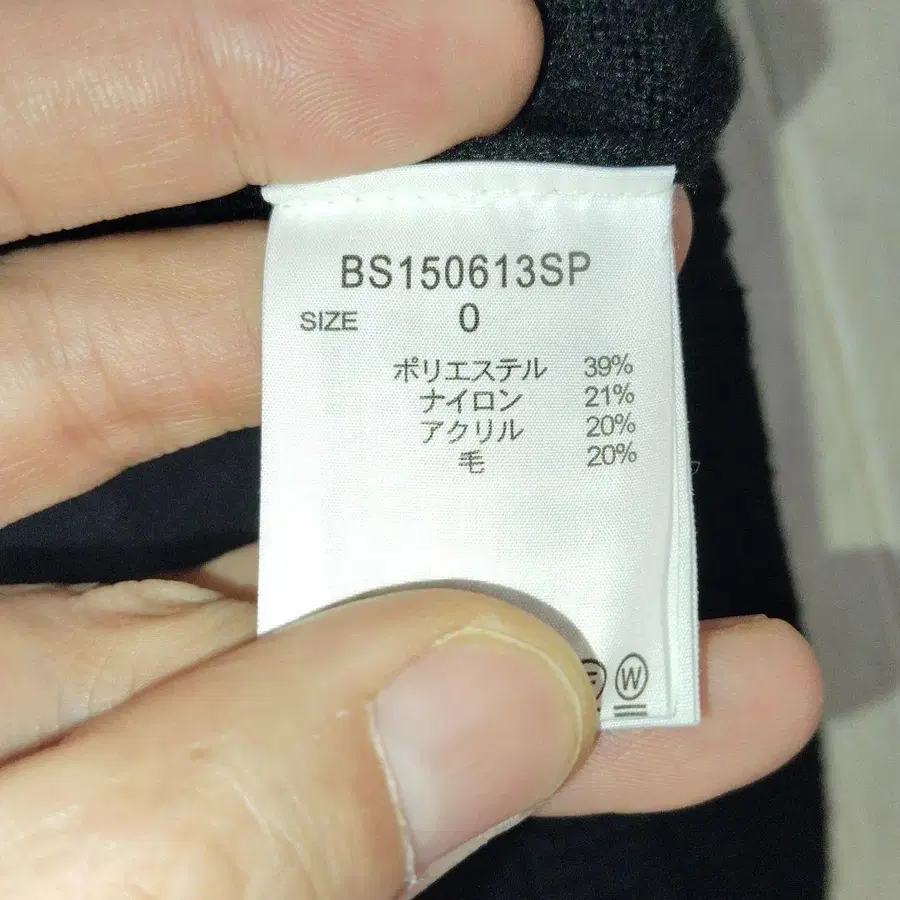 BS150613SP
SIZE 0
ポリエステル 39%
ナイロン 21%
アクリル 20%
毛 20%
F W